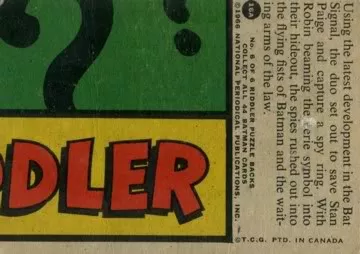 Using the latest development in the Bat
Signal, the duo set out to save Stan
Paige and capture a spy ring. With
Robin beaming the eerie symbol into
their hideout, the spies rushed out into
the flying fists of Batman and the wait-
ing arms of the law.
No. 6 OF 6 RIDDLER PUZZLE BACKS
COLLECT ALL 44 BATMAN CARDS
©1966 NATIONAL PERIODICAL PUBLICATIONS, INC.
©T.C.G. PTD. IN CANADA
?
DDLER